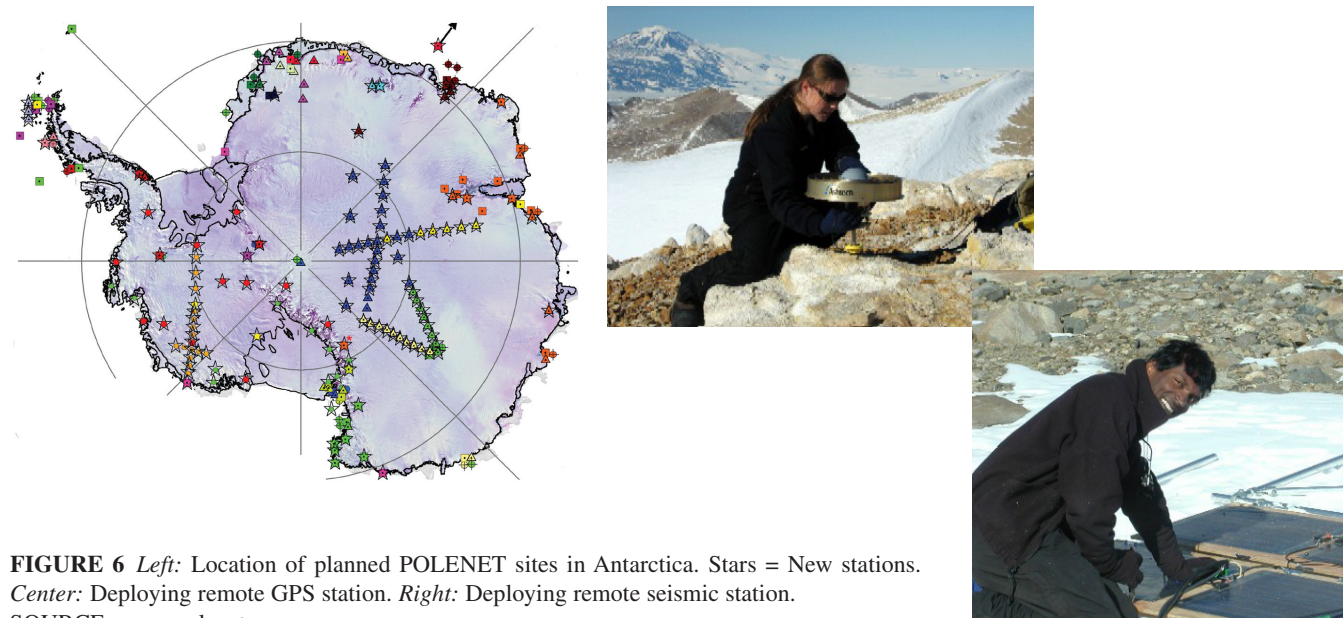 Ashtech
FIGURE 6 Left: Location of planned POLENET sites in Antarctica. Stars = New stations.
Center: Deploying remote GPS station. Right: Deploying remote seismic station.